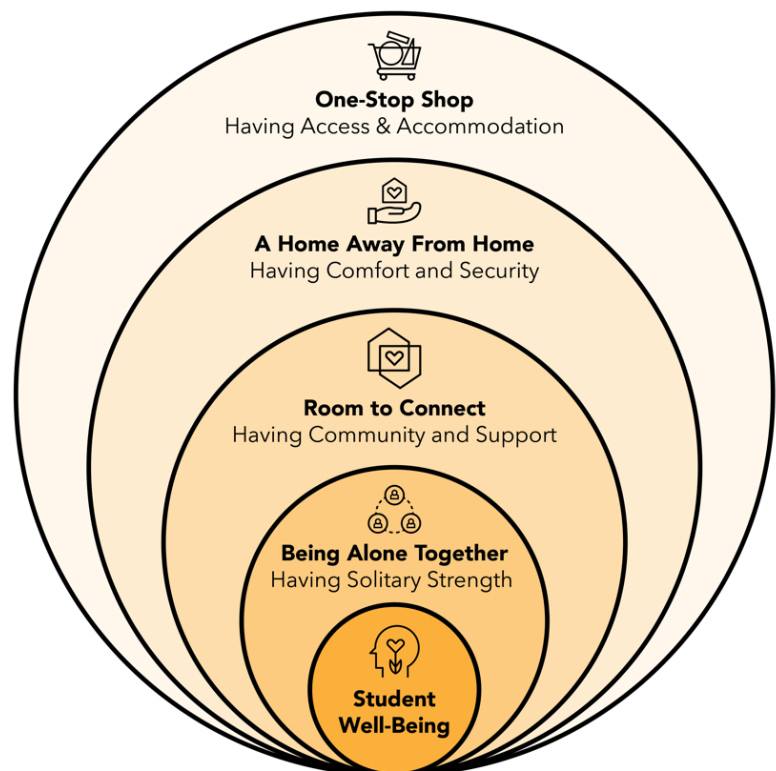 One-Stop Shop
Having Access & Accommodation
A Home Away From Home
Having Comfort and Security
Room to Connect
Having Community and Support
Being Alone Together
Having Solitary Strength
Student
Well-Being